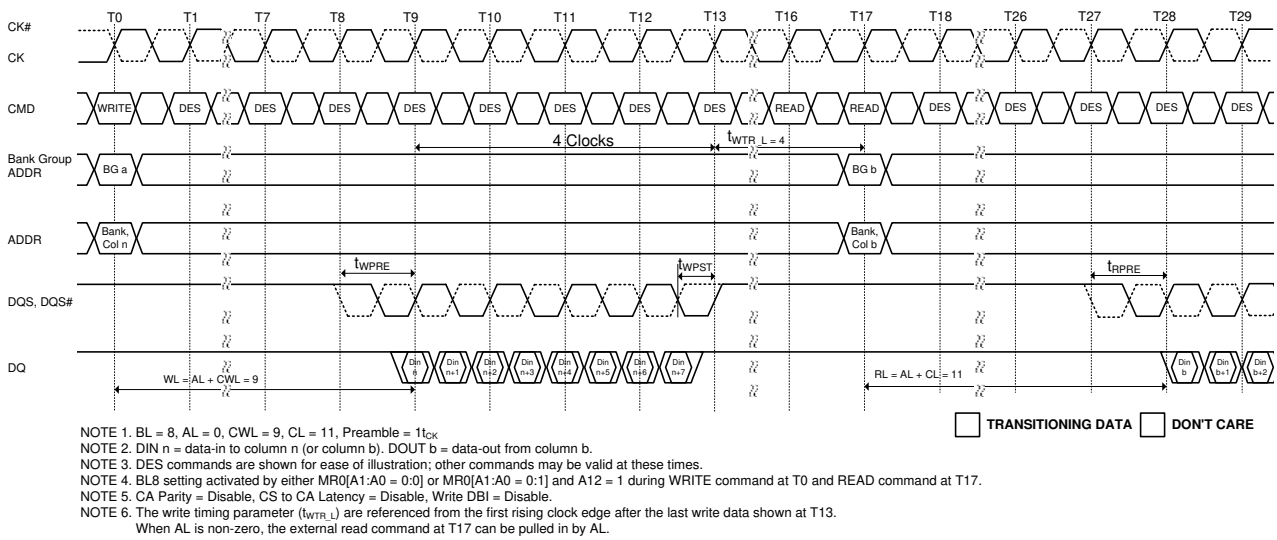 T0 T1 T7 T8 T9 T10 T11 T12 T13 T16 T17 T18 T26 T27 T28 T29
CK#
CK
CMD WRITE DES DES DES DES DES DES DES DES READ READ DES DES DES DES DES
4 Clocks tWTR_L = 4
Bank Group
ADDR
BG a BG b
ADDR
Bank,
Col n
Bank,
Col b
tWPRE tWPST tRPRE
DQS, DQS#
DQ
Din
n
Din
n+1
Din
n+2
Din
n+3
Din
n+4
Din
n+5
Din
n+6
Din
n+7
Din
b
Din
b+1
Din
b+2
WL = AL + CWL = 9 RL = AL + CL = 11
TRANSITIONING DATA DON'T CARE
NOTE 1. BL = 8, AL = 0, CWL = 9, CL = 11, Preamble = 1tCK
NOTE 2. DIN n = data-in to column n (or column b). DOUT b = data-out from column b.
NOTE 3. DES commands are shown for ease of illustration; other commands may be valid at these times.
NOTE 4. BL8 setting activated by either MR0[A1:A0 = 0:0] or MR0[A1:A0 = 0:1] and A12 = 1 during WRITE command at T0 and READ command at T17.
NOTE 5. CA Parity = Disable, CS to CA Latency = Disable, Write DBI = Disable.
NOTE 6. The write timing parameter (tWTR_L) are referenced from the first rising clock edge after the last write data shown at T13.
When AL is non-zero, the external read command at T17 can be pulled in by AL.